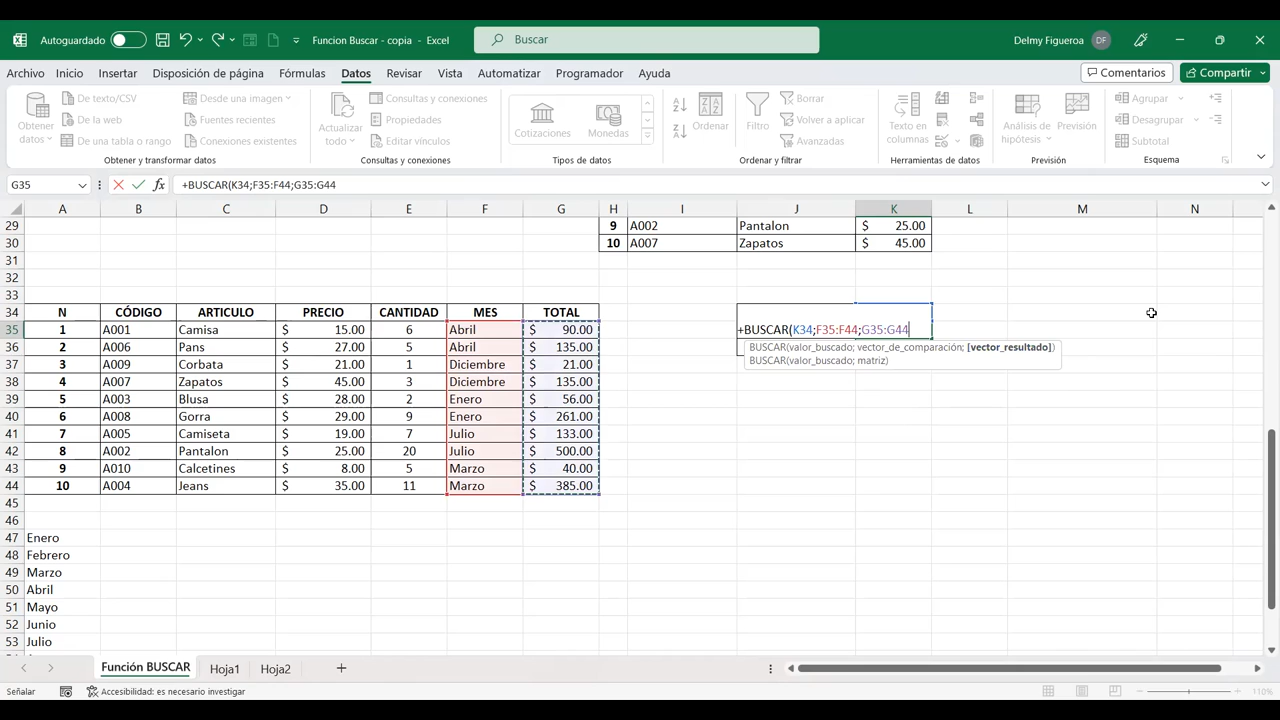 Autoguardado
Funcion Buscar - copia - Excel
Buscar
Delmy Figueroa DF
Archivo Inicio Insertar Disposición de página Fórmulas Datos Revisar Vista Automatizar Programador Ayuda
Comentarios Compartir
Obtener datos
De texto/CSV
De la web
De una tabla o rango
Desde una imagen
Fuentes recientes
Conexiones existentes
Obtener y transformar datos
Actualizar todo
Consultas y conexiones
Propiedades
Editar vínculos
Consultas y conexiones
Cotizaciones Monedas
Tipos de datos
Ordenar
Filtro
Borrar
Volver a aplicar
Avanzadas
Ordenar y filtrar
Texto en columnas
Herramientas de datos
Análisis de hipótesis
Previsión
Previsión
Agrupar
Desagrupar
Subtotal
Esquema
G35 fx +BUSCAR(K34;F35:F44;G35:G44
A B C D E F G H I J K L M N
29 9 A002 Pantalon $ 25.00
30 10 A007 Zapatos $ 45.00
31
32
33
34 N CÓDIGO ARTICULO PRECIO CANTIDAD MES TOTAL
35 1 A001 Camisa $ 15.00 6 Abril $ 90.00 +BUSCAR(K34;F35:F44;G35:G44
36 2 A006 Pans $ 27.00 5 Abril $ 135.00 BUSCAR(valor_buscado; vector_de_comparación; [vector_resultado])
37 3 A009 Corbata $ 21.00 1 Diciembre $ 21.00 BUSCAR(valor_buscado; matriz)
38 4 A007 Zapatos $ 45.00 3 Diciembre $ 135.00
39 5 A003 Blusa $ 28.00 2 Enero $ 56.00
40 6 A008 Gorra $ 29.00 9 Enero $ 261.00
41 7 A005 Camiseta $ 19.00 7 Julio $ 133.00
42 8 A002 Pantalon $ 25.00 20 Julio $ 500.00
43 9 A010 Calcetines $ 8.00 5 Marzo $ 40.00
44 10 A004 Jeans $ 35.00 11 Marzo $ 385.00
45
46
47 Enero
48 Febrero
49 Marzo
50 Abril
51 Mayo
52 Junio
53 Julio
Función BUSCAR Hoja1 Hoja2
Señalar Accesibilidad: es necesario investigar 110%